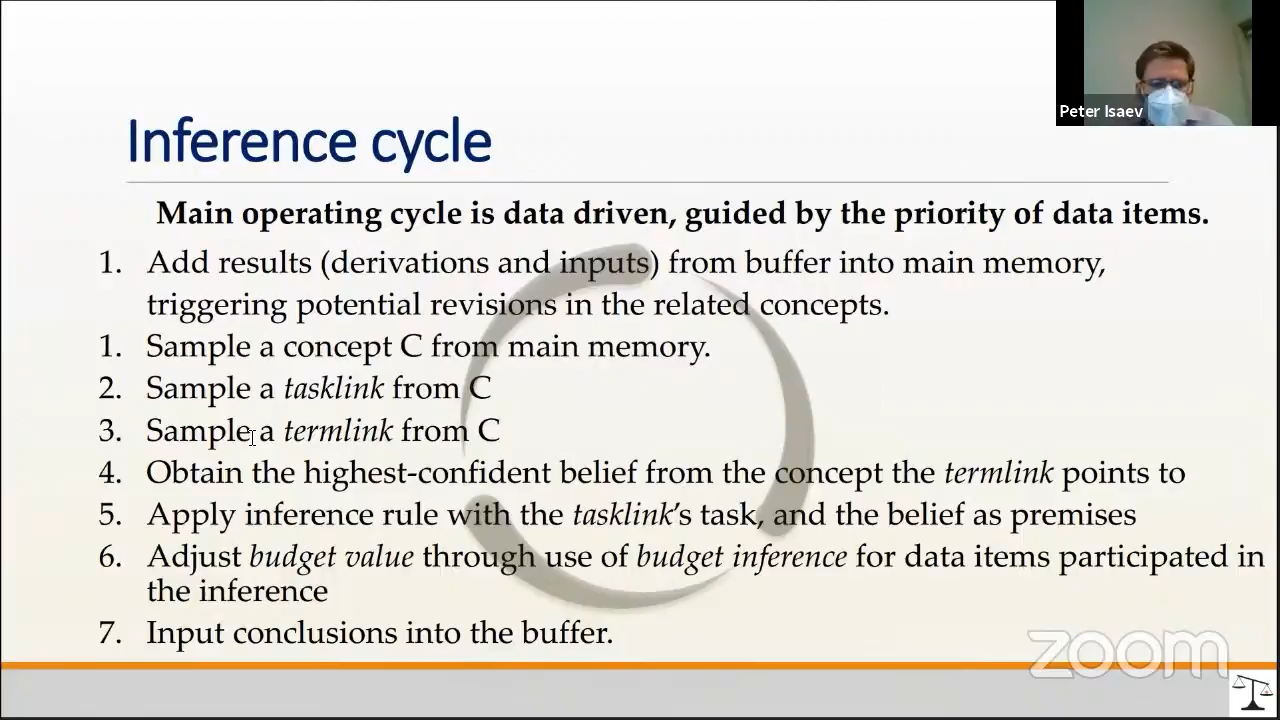 Peter Isaev
Inference cycle
Main operating cycle is data driven, guided by the priority of data items.
1. Add results (derivations and inputs) from buffer into main memory,
triggering potential revisions in the related concepts.
1. Sample a concept C from main memory.
2. Sample a tasklink from C
3. Sample a termlink from C
4. Obtain the highest-confident belief from the concept the termlink points to
5. Apply inference rule with the tasklink's task, and the belief as premises
6. Adjust budget value through use of budget inference for data items participated in
the inference
7. Input conclusions into the buffer.
zoom